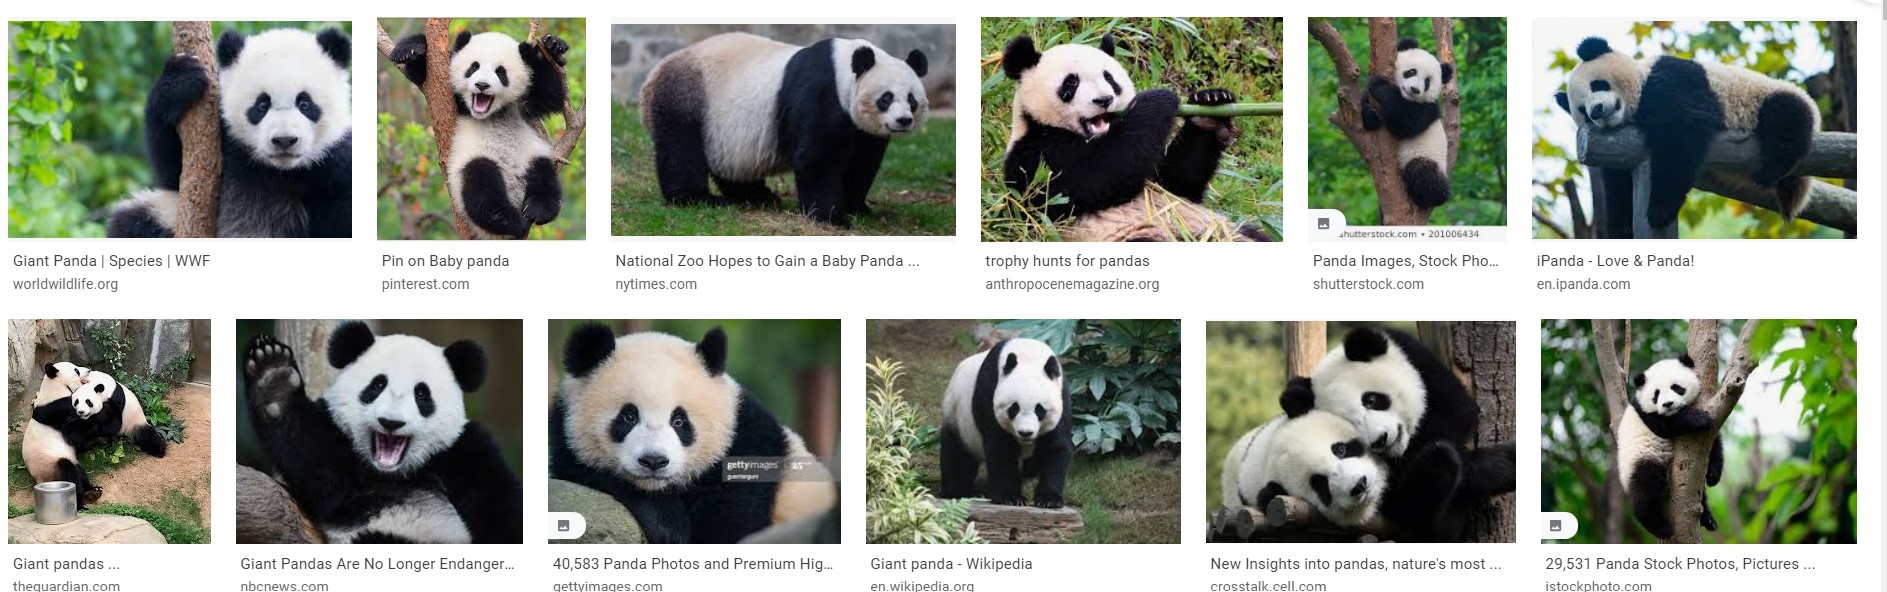 shutterstock.com • 201006434
Giant Panda | Species | WWF
worldwildlife.org
Pin on Baby panda
pinterest.com
National Zoo Hopes to Gain a Baby Panda ...
nytimes.com
trophy hunts for pandas
anthropocenemagazine.org
Panda Images, Stock Pho...
shutterstock.com
iPanda - Love & Panda!
en.ipanda.com
gettyimages
Giant pandas ...
theguardian.com
Giant Pandas Are No Longer Endanger...
nbcnews.com
40,583 Panda Photos and Premium Hig...
gettyimages.com
Giant panda - Wikipedia
en.wikipedia.org
New Insights into pandas, nature's most ...
crosstalk.cell.com
29,531 Panda Stock Photos, Pictures ...
istockphoto.com